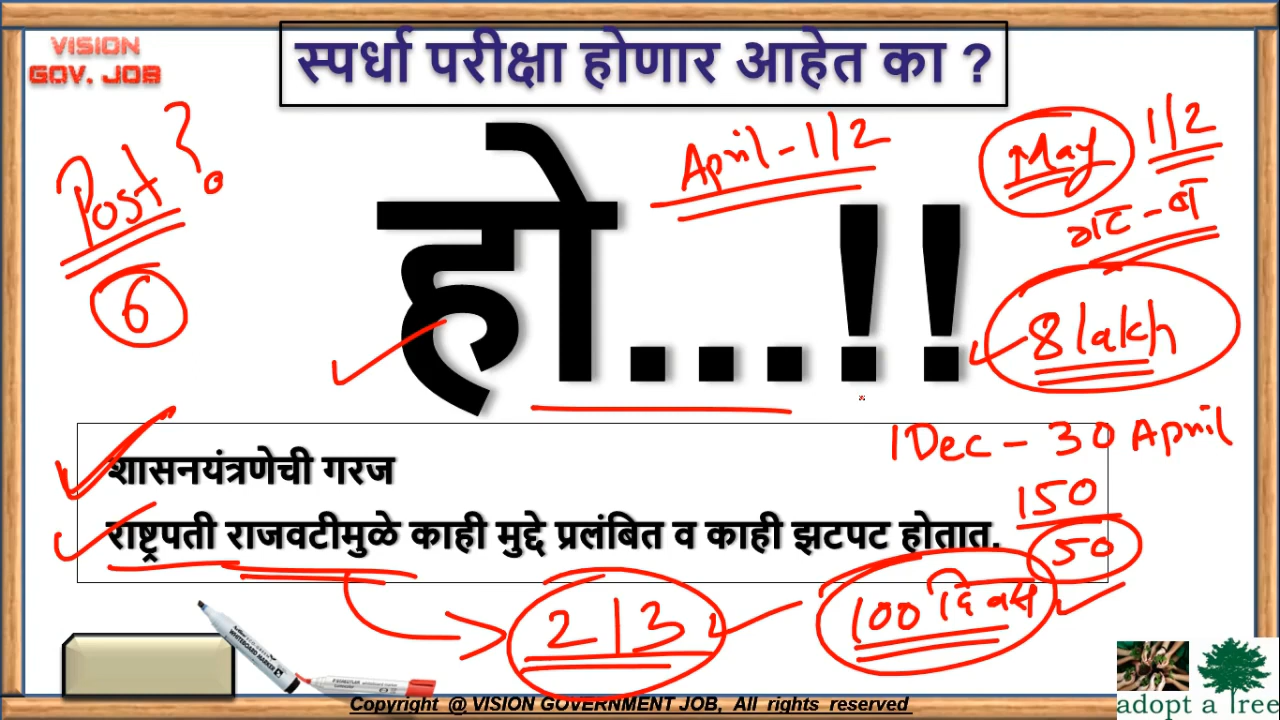 VISION
GOV. JOB
स्पर्धा परीक्षा होणार आहेत का ?
Post ?
6
हो...!!
April - 1/2
May 1/2
गट - ब
8 lakh
1 Dec - 30 April
150
50
शासनयंत्रणेची गरज
राष्ट्रपती राजवटीमुळे काही मुद्दे प्रलंबित व काही झटपट होतात.
2/3
100 दिवस
Copyright @ VISION GOVERNMENT JOB, All rights reserved
adopt a Tree